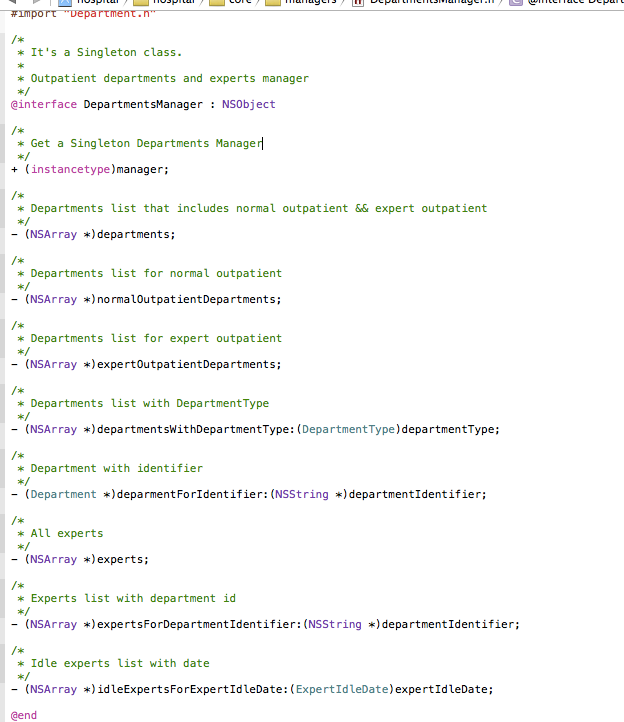 hospital hospital core managers DepartmentsManager.h @interface
#import "Department.h"
/*
* It's a Singleton class.
*
* Outpatient departments and experts manager
*/
@interface DepartmentsManager : NSObject
/*
* Get a Singleton Departments Manager
*/
+ (instancetype)manager;
/*
* Departments list that includes normal outpatient && expert outpatient
*/
- (NSArray *)departments;
/*
* Departments list for normal outpatient
*/
- (NSArray *)normalOutpatientDepartments;
/*
* Departments list for expert outpatient
*/
- (NSArray *)expertOutpatientDepartments;
/*
* Departments list with DepartmentType
*/
- (NSArray *)departmentsWithDepartmentType:(DepartmentType)departmentType;
/*
* Department with identifier
*/
- (Department *)deparmentForIdentifier:(NSString *)departmentIdentifier;
/*
* All experts
*/
- (NSArray *)experts;
/*
* Experts list with department id
*/
- (NSArray *)expertsForDepartmentIdentifier:(NSString *)departmentIdentifier;
/*
* Idle experts list with date
*/
- (NSArray *)idleExpertsForExpertIdleDate:(ExpertIdleDate)expertIdleDate;
@end